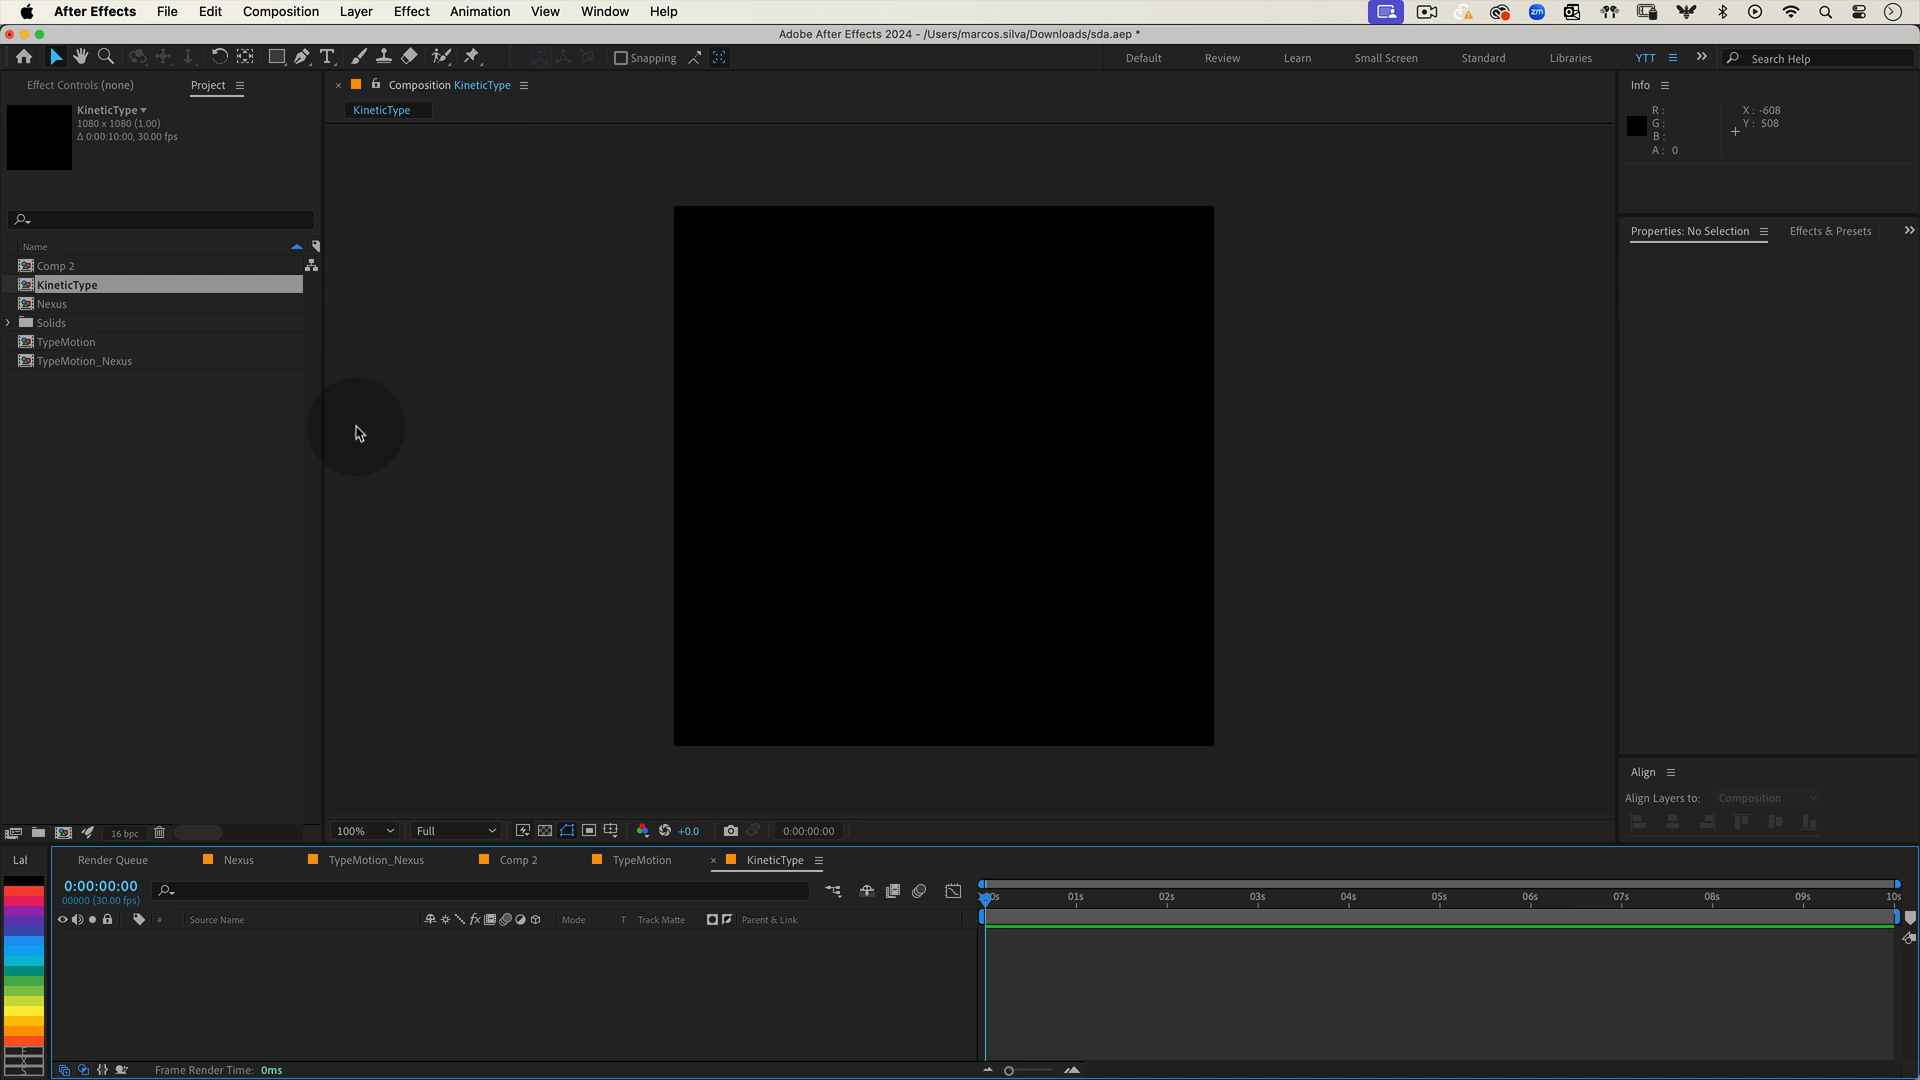 After Effects File Edit Composition Layer Effect Animation View Window Help
Adobe After Effects 2024 - /Users/marcos.silva/Downloads/sda.aep *
Snapping Default Review Learn Small Screen Standard Libraries YTT Search Help
Effect Controls (none) Project
KineticType
1080 x 1080 (1.00)
Δ 0:00:10:00, 30.00 fps
Name
Comp 2
KineticType
Nexus
Solids
TypeMotion
TypeMotion_Nexus
16 bpc
Composition KineticType
KineticType
100% Full +0.0 0:00:00:00
Info
R: X: -608
G: Y: 508
B:
A: 0
Properties: No Selection Effects & Presets
Align
Align Layers to: Composition
Lal Render Queue Nexus TypeMotion_Nexus Comp 2 TypeMotion KineticType
0:00:00:00
00000 (30.00 fps)
01s 02s 03s 04s 05s 06s 07s 08s 09s 10s
# Source Name Mode T Track Matte Parent & Link
Frame Render Time: 0ms